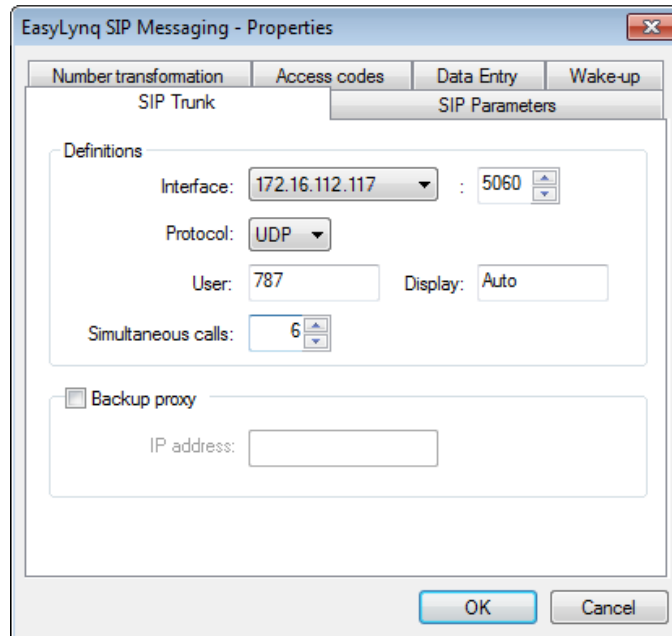 EasyLynq SIP Messaging - Properties
Number transformation Access codes Data Entry Wake-up
SIP Trunk SIP Parameters
Definitions
Interface: 172.16.112.117 : 5060
Protocol: UDP
User: 787 Display: Auto
Simultaneous calls: 6
Backup proxy
IP address:
OK Cancel